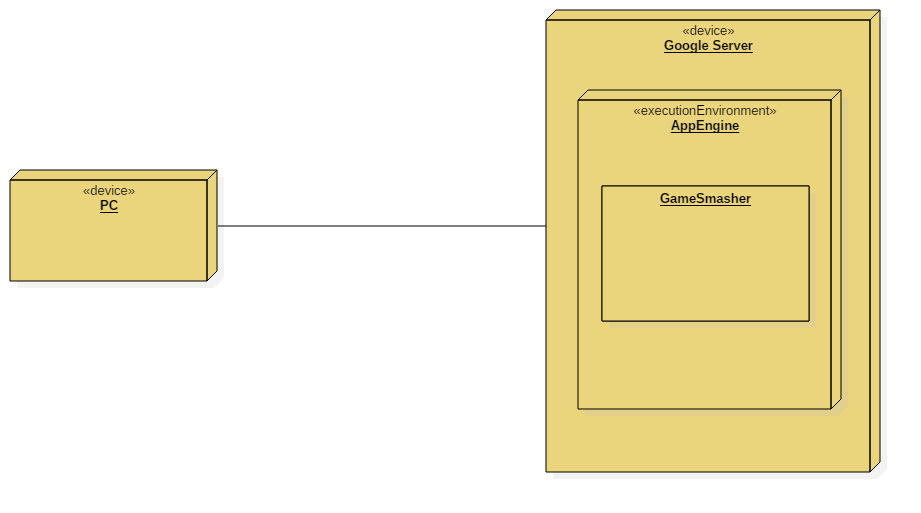 «device»
PC
«device»
Google Server
«executionEnvironment»
AppEngine
GameSmasher